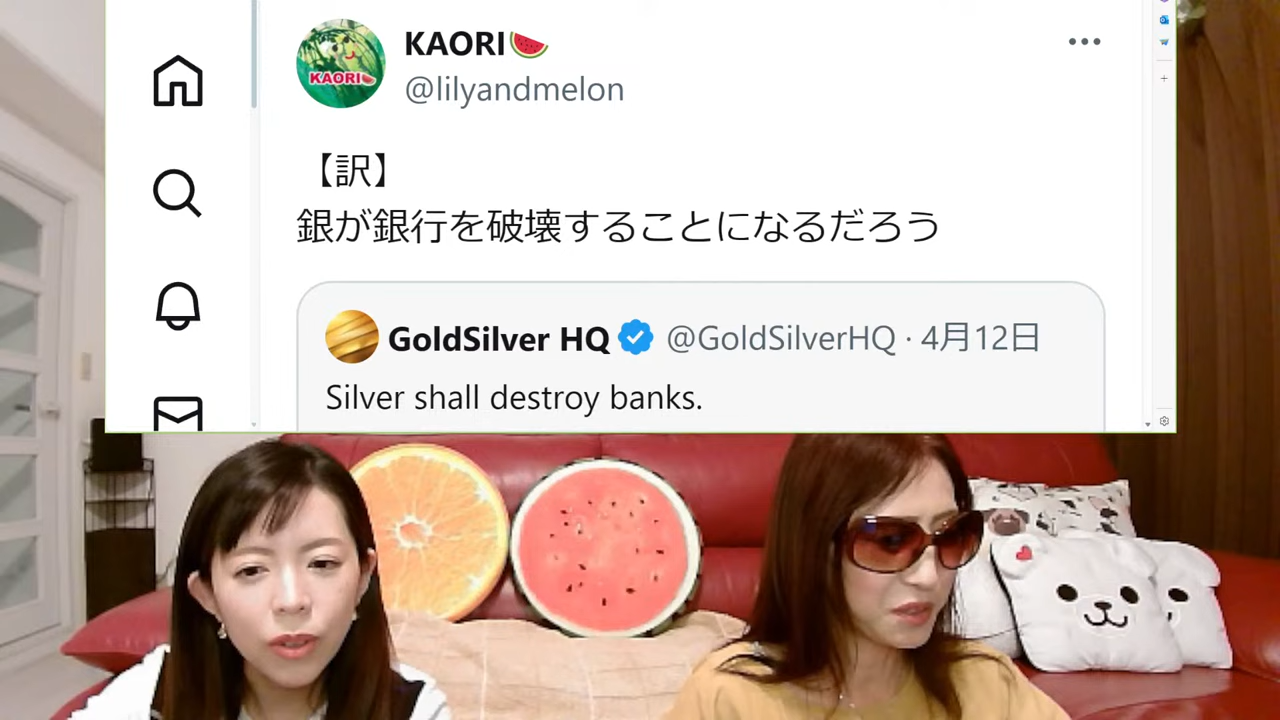 KAORI🍉
@lilyandmelon
KAORI🍉
【訳】
銀が銀行を破壊することになるだろう
GoldSilver HQ @GoldSilverHQ · 4月12日
Silver shall destroy banks.